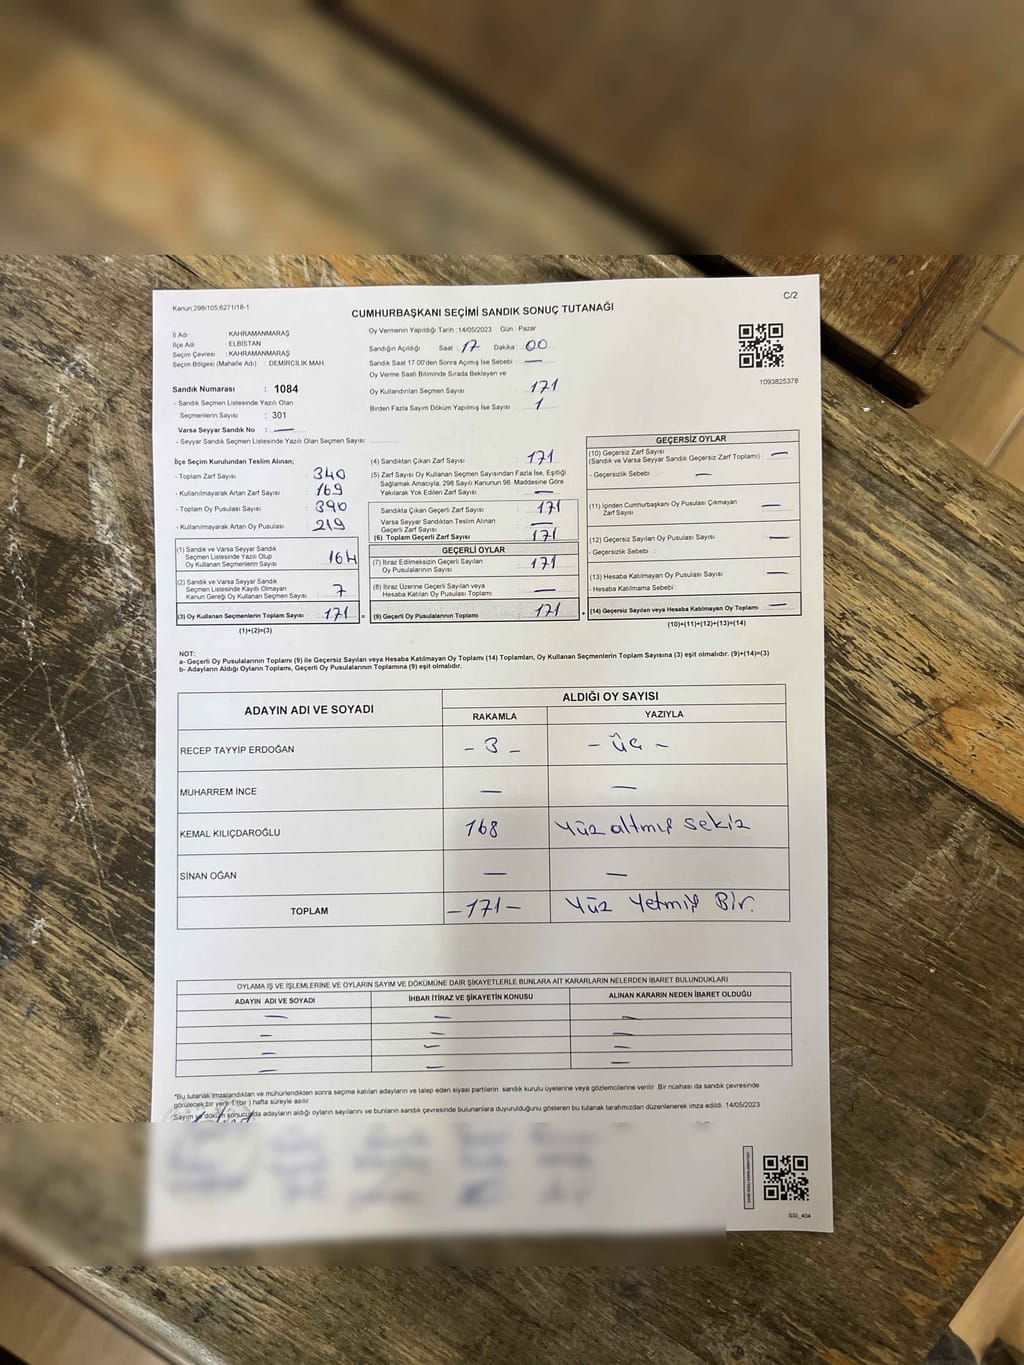 Kanun 298/105,6271/18-1
C/2
CUMHURBAŞKANI SEÇİMİ SANDIK SONUÇ TUTANAĞI
İl Adı : KAHRAMANMARAŞ
İlçe Adı : ELBİSTAN
Seçim Çevresi : KAHRAMANMARAŞ
Seçim Bölgesi (Mahalle Adı) : DEMİRCİLİK MAH.
Oy Vermenin Yapıldığı Tarih :14/05/2023 Gün : Pazar
Sandığın Açıldığı Saat : 17 Dakika : 00
Sandık Saat 17:00'den Sonra Açımış İse Sebebi : —
Oy Verme Saati Bitiminde Sırada Bekleyen ve
Oy Kullandırılan Seçmen Sayısı : 171
Birden Fazla Sayım Döküm Yapılmış İse Sayısı : 1
1093825378
Sandık Numarası : 1084
- Sandık Seçmen Listesinde Yazılı Olan
Seçmenlerin Sayısı : 301
Varsa Seyyar Sandık No : —
- Seyyar Sandık Seçmen Listesinde Yazılı Olan Seçmen Sayısı
İlçe Seçim Kurulundan Teslim Alınan;
- Toplam Zarf Sayısı : 340
- Kullanılmayarak Artan Zarf Sayısı : 169
- Toplam Oy Pusulası Sayısı : 390
- Kullanılmayarak Artan Oy Pusulası : 219
(1) Sandık ve Varsa Seyyar Sandık
Seçmen Listesinde Yazılı Olup
Oy Kullanan Seçmenlerin Sayısı : 164
(2) Sandık ve Varsa Seyyar Sandık
Seçmen Listesinde Kayıtlı Olmayan
Kanun Gereği Oy Kullanan Seçmen Sayısı : 7
(3) Oy Kullanan Seçmenlerin Toplam Sayısı : 171 =
(1)+(2)=(3)
(4) Sandıktan Çıkan Zarf Sayısı : 171
(5) Zarf Sayısı Oy Kullanan Seçmen Sayısından Fazla İse, Eşitliği
Sağlamak Amacıyla; 298 Sayılı Kanunun 98. Maddesine Göre
Yakılarak Yok Edilen Zarf Sayısı : —
Sandıkta Çıkan Geçerli Zarf Sayısı : 171
Varsa Seyyar Sandıktan Teslim Alınan
Geçerli Zarf Sayısı : —
(6) Toplam Geçerli Zarf Sayısı : 171
GEÇERLİ OYLAR
(7) İtiraz Edilmeksizin Geçerli Sayılan
Oy Pusulalarının Sayısı : 171
(8) İtiraz Üzerine Geçerli Sayılan veya
Hesaba Katılan Oy Pusulası Toplamı : —
(9) Geçerli Oy Pusulalarının Toplamı : 171 +
GEÇERSİZ OYLAR
(10) Geçersiz Zarf Sayısı
(Sandık ve Varsa Seyyar Sandık Geçersiz Zarf Toplamı) : —
- Geçersizlik Sebebi : —
(11) İçinden Cumhurbaşkanı Oy Pusulası Çıkmayan
Zarf Sayısı : —
(12) Geçersiz Sayılan Oy Pusulası Sayısı : —
- Geçersizlik Sebebi :
(13) Hesaba Katılmayan Oy Pusulası Sayısı : —
- Hesaba Katılmama Sebebi :
(14) Geçersiz Sayılan veya Hesaba Katılmayan Oy Toplamı : —
(10)+(11)+(12)+(13)=(14)
NOT:
a- Geçerli Oy Pusulalarının Toplamı (9) ile Geçersiz Sayılan veya Hesaba Katılmayan Oy Toplamı (14) Toplamları, Oy Kullanan Seçmenlerin Toplam Sayısına (3) eşit olmalıdır. (9)+(14)=(3)
b- Adayların Aldığı Oyların Toplamı, Geçerli Oy Pusulalarının Toplamına (9) eşit olmalıdır.
ADAYIN ADI VE SOYADI ALDIĞI OY SAYISI
RAKAMLA YAZIYLA
RECEP TAYYİP ERDOĞAN - 3 - - Üç -
MUHARREM İNCE — —
KEMAL KILIÇDAROĞLU 168 Yüz altmış sekiz
SİNAN OĞAN — —
TOPLAM -171- Yüz Yetmiş Bir.
OYLAMA İŞ VE İŞLEMLERİNE VE OYLARIN SAYIM VE DÖKÜMÜNE DAİR ŞİKAYETLERLE BUNLARA AİT KARARLARIN NELERDEN İBARET BULUNDUKLARI
ADAYIN ADI VE SOYADI İHBAR İTİRAZ VE ŞİKAYETİN KONUSU ALINAN KARARIN NEDEN İBARET OLDUĞU
— — —
— — —
— — —
— — —
*Bu tutanak imzalandıktan ve mühürlendikten sonra seçime katılan adayların ve talep eden siyasi partilerin sandık kurulu üyelerine veya gözlemcilerine verilir. Bir nüshası da sandık çevresinde
görülecek bir yere 1 (bir ) hafta süreyle asılır.
Sayım ve döküm sonucunda adayların aldığı oyların sayılarını ve bunların sandık çevresinde bulunanlara duyurulduğunu gösteren bu tutanak tarafımızdan düzenlenerek imza edildi. 14/05/2023
SSI_404